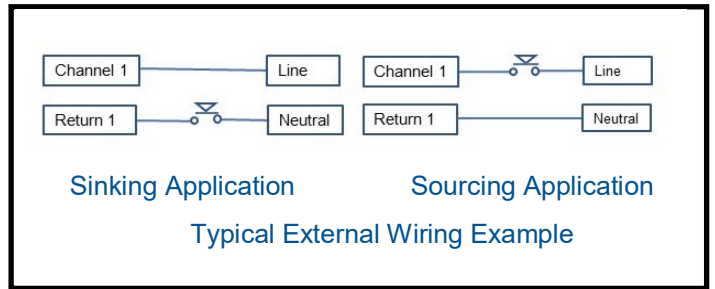 Channel 1 Line Channel 1 Line
Return 1 Neutral Return 1 Neutral
Sinking Application Sourcing Application
Typical External Wiring Example